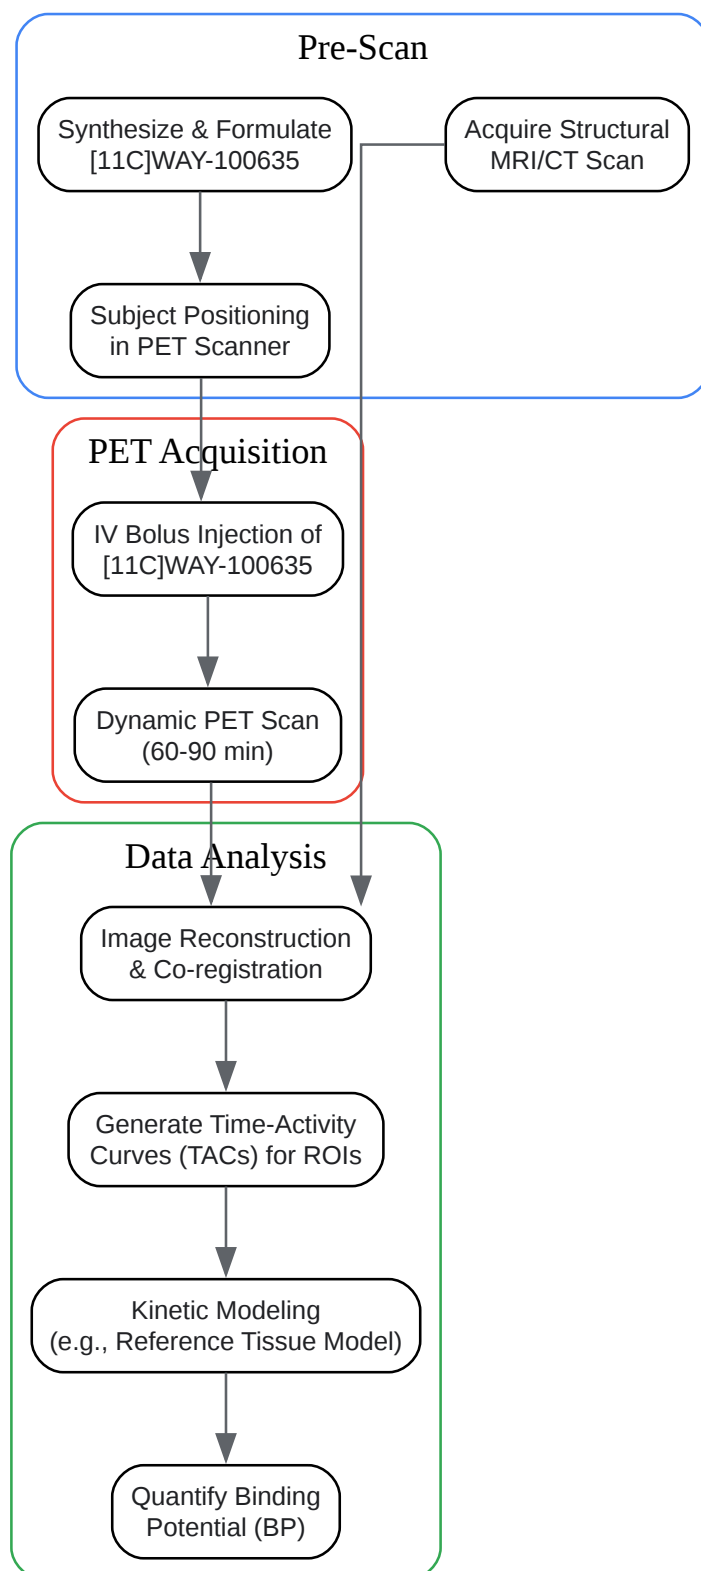 Pre-Scan
Synthesize & Formulate
[11C]WAY-100635
Acquire Structural
MRI/CT Scan
Subject Positioning
in PET Scanner
PET Acquisition
IV Bolus Injection of
[11C]WAY-100635
Dynamic PET Scan
(60-90 min)
Data Analysis
Image Reconstruction
& Co-registration
Generate Time-Activity
Curves (TACs) for ROIs
Kinetic Modeling
(e.g., Reference Tissue Model)
Quantify Binding
Potential (BP)